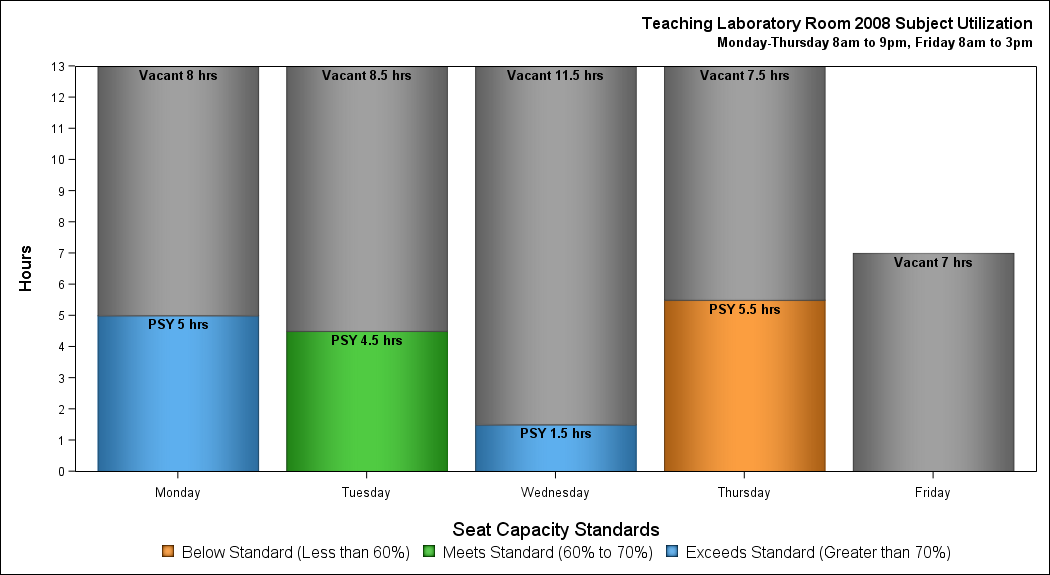 Teaching Laboratory Room 2008 Subject Utilization
Monday-Thursday 8am to 9pm, Friday 8am to 3pm
Hours
13
12
11
10
9
8
7
6
5
4
3
2
1
0
Vacant 8 hrs
Vacant 8.5 hrs
Vacant 11.5 hrs
Vacant 7.5 hrs
Vacant 7 hrs
PSY 5 hrs
PSY 4.5 hrs
PSY 1.5 hrs
PSY 5.5 hrs
Monday
Tuesday
Wednesday
Thursday
Friday
Seat Capacity Standards
Below Standard (Less than 60%)
Meets Standard (60% to 70%)
Exceeds Standard (Greater than 70%)